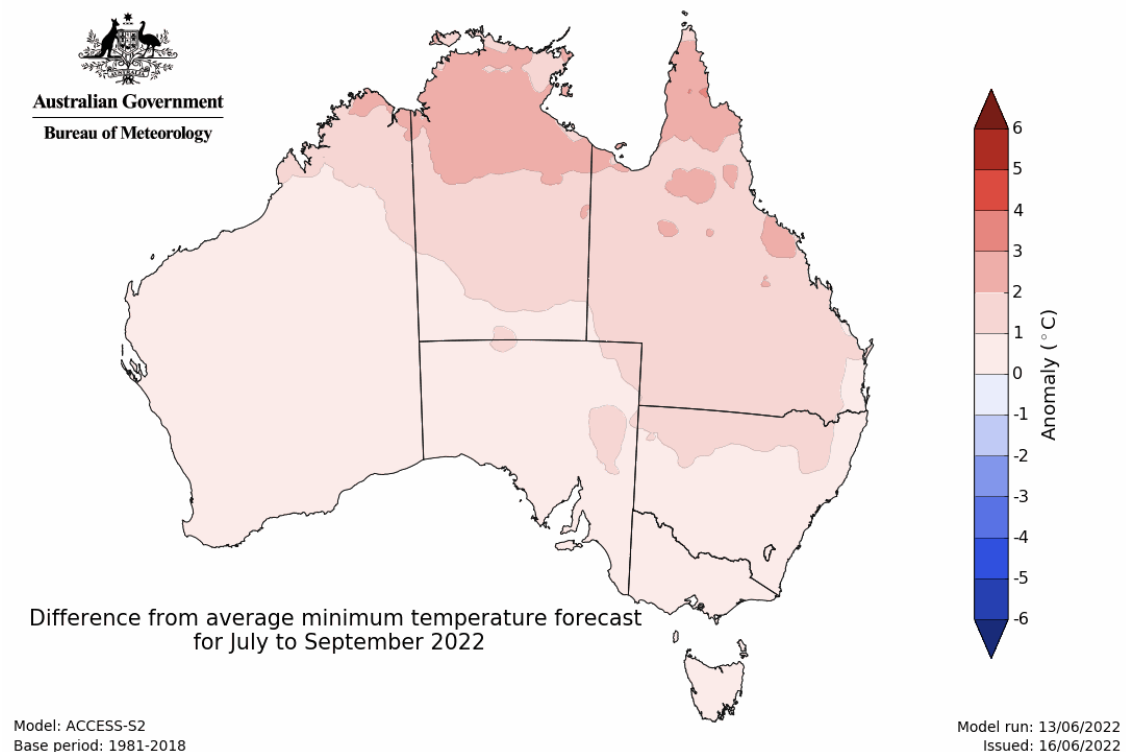 Australian Government
Bureau of Meteorology
6
5
4
3
2
1
0
-1
-2
-3
-4
-5
-6
Anomaly (°C)
Difference from average minimum temperature forecast
for July to September 2022
Model: ACCESS-S2
Base period: 1981-2018
Model run: 13/06/2022
Issued: 16/06/2022